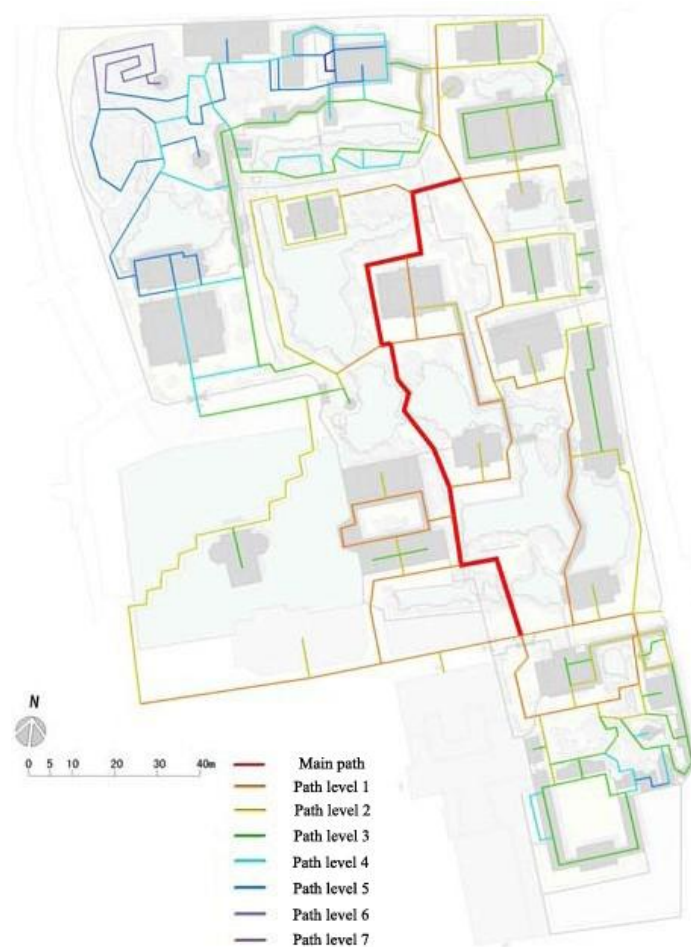 N
0 5 10 20 30 40m
Main path
Path level 1
Path level 2
Path level 3
Path level 4
Path level 5
Path level 6
Path level 7